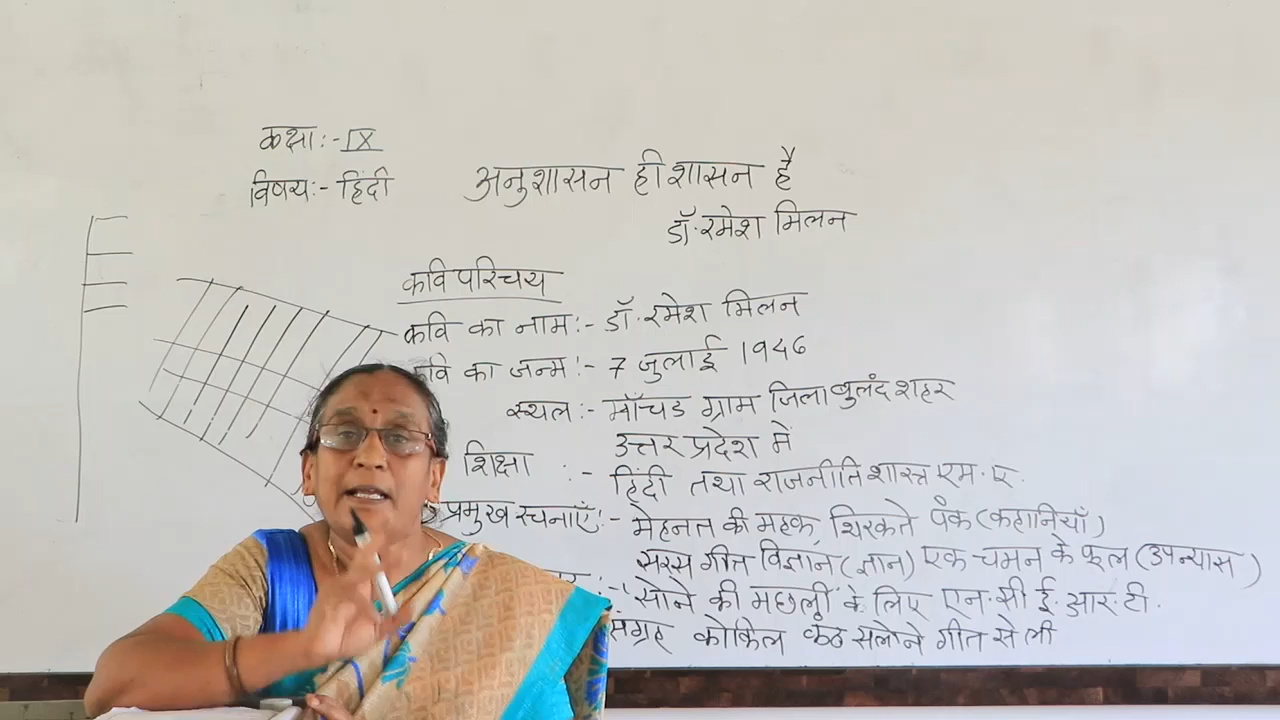 कक्षा:- IX
विषय:- हिंदी
अनुशासन ही शासन है
डॉ. रमेश मिलन
कवि परिचय
कवि का नाम:- डॉ. रमेश मिलन
कवि का जन्म:- 7 जुलाई 1946
स्थल:- मॉचड ग्राम जिला बुलंदशहर
उत्तर प्रदेश में
शिक्षा :- हिंदी तथा राजनीतिशास्त्र एम. ए.
प्रमुख रचनाएँ:- मेहनत की महक, थिरकते पंक (कहानियाँ)
सरस गीत विज्ञान (ज्ञान) एक चमन के फूल (उपन्यास)
:- 'सोने की मछली' के लिए एन. सी ई. आर. टी.
कोकिल कंठ सलोने गीत से ली